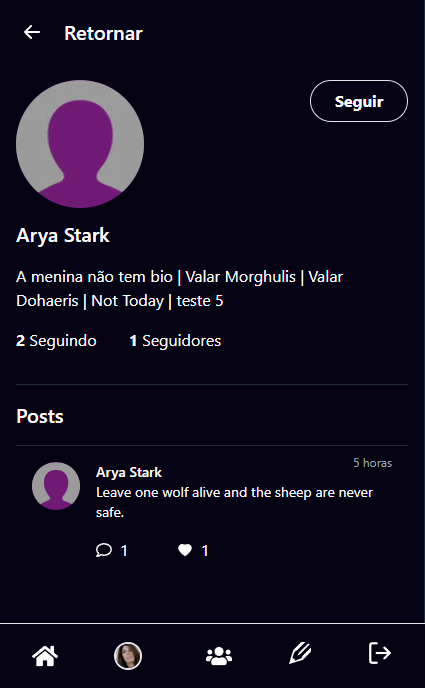 Retornar
Seguir
Arya Stark
A menina não tem bio | Valar Morghulis | Valar
Dohaeris | Not Today | teste 5
2 Seguindo 1 Seguidores
Posts
Arya Stark 5 horas
Leave one wolf alive and the sheep are never
safe.
1 1